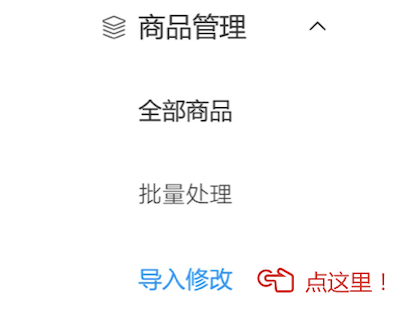 商品管理
全部商品
批量处理
导入修改 点这里！